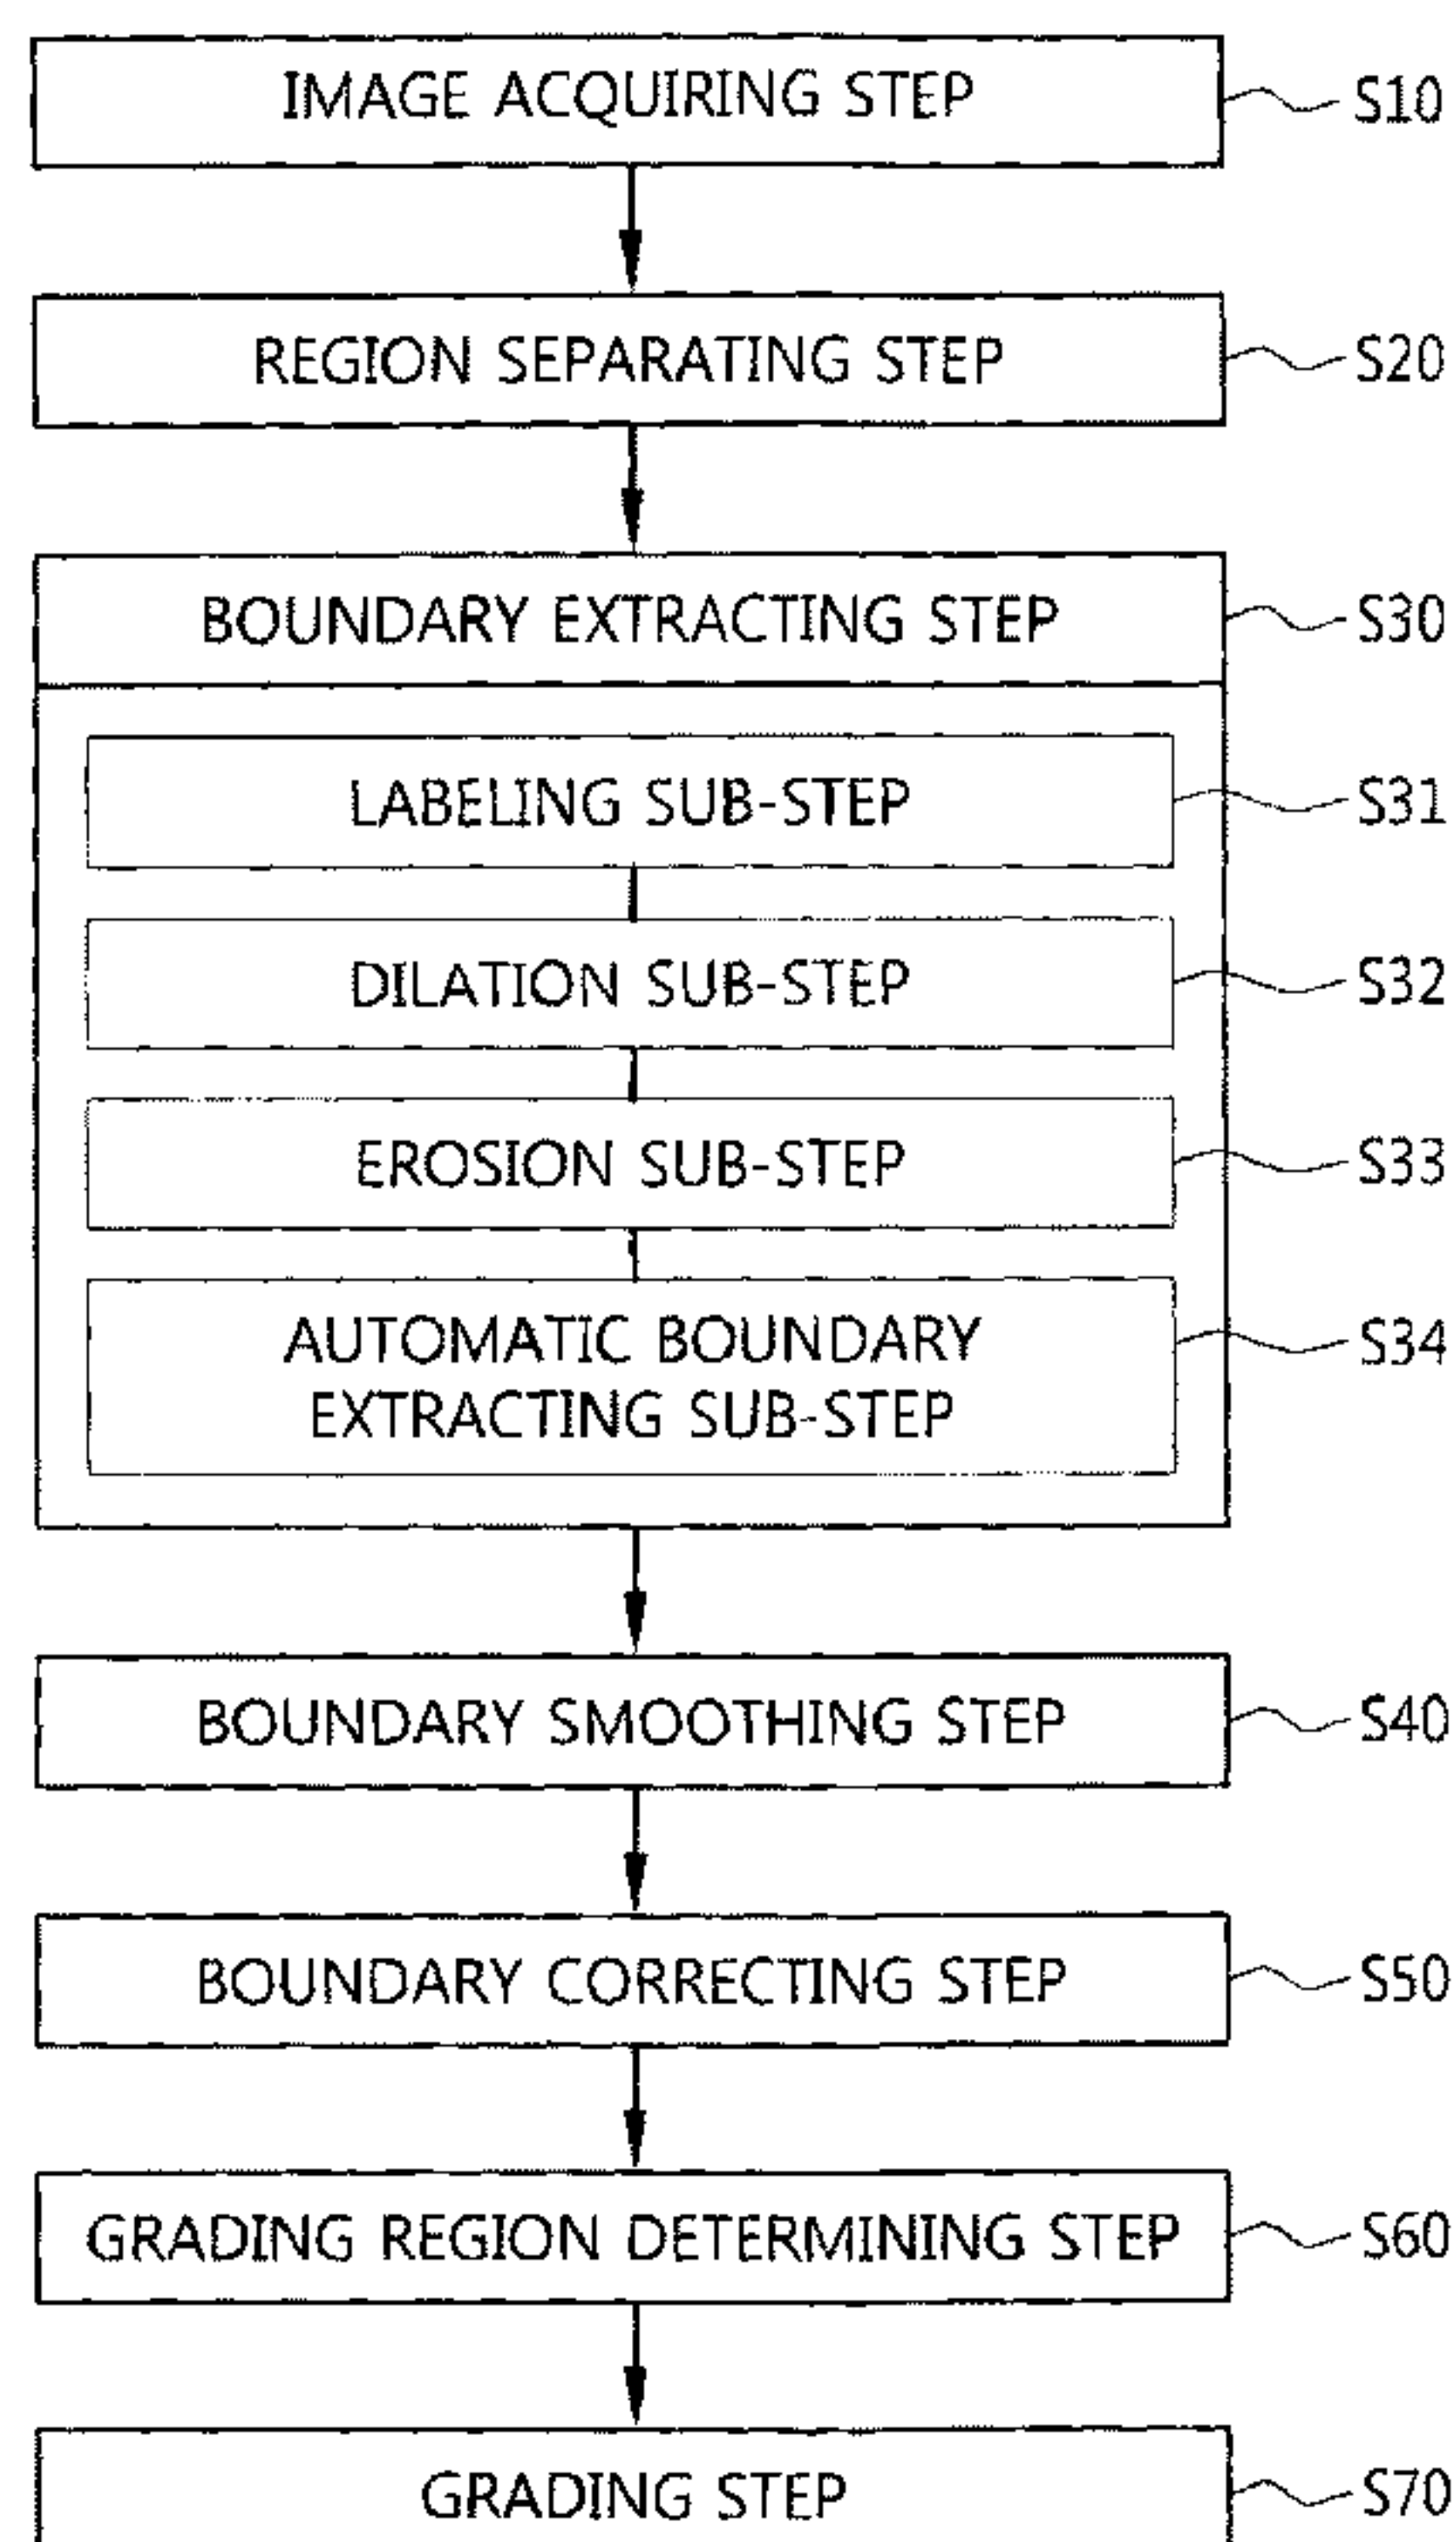 IMAGE ACQUIRING STEP S10
REGION SEPARATING STEP S20
BOUNDARY EXTRACTING STEP S30
LABELING SUB-STEP S31
DILATION SUB-STEP S32
EROSION SUB-STEP S33
AUTOMATIC BOUNDARY S34
EXTRACTING SUB-STEP
BOUNDARY SMOOTHING STEP S40
BOUNDARY CORRECTING STEP S50
GRADING REGION DETERMINING STEP S60
GRADING STEP S70